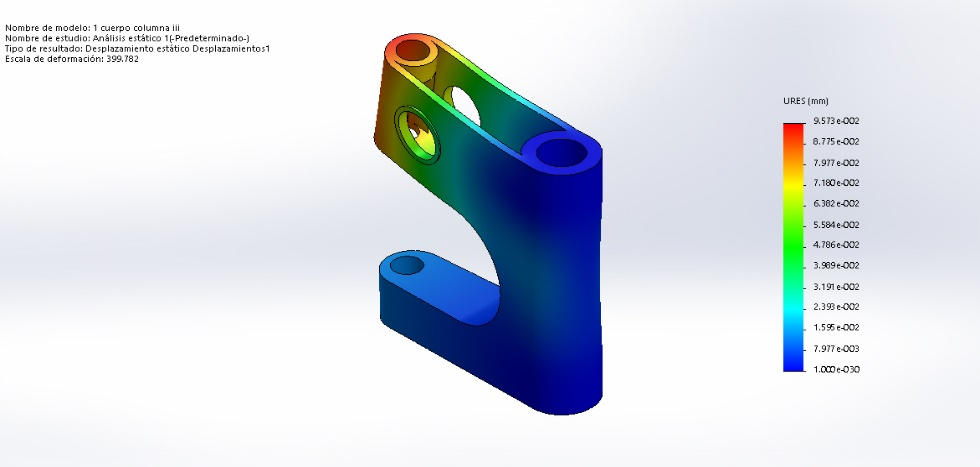 Nombre de modelo: 1 cuerpo columna iii
Nombre de estudio: Análisis estático 1(-Predeterminado-)
Tipo de resultado: Desplazamiento estático Desplazamientos1
Escala de deformación: 399.782
URES (mm)
9.573e-002
8.775e-002
7.977e-002
7.180e-002
6.382e-002
5.584e-002
4.786e-002
3.989e-002
3.191e-002
2.393e-002
1.595e-002
7.977e-003
1.000e-030